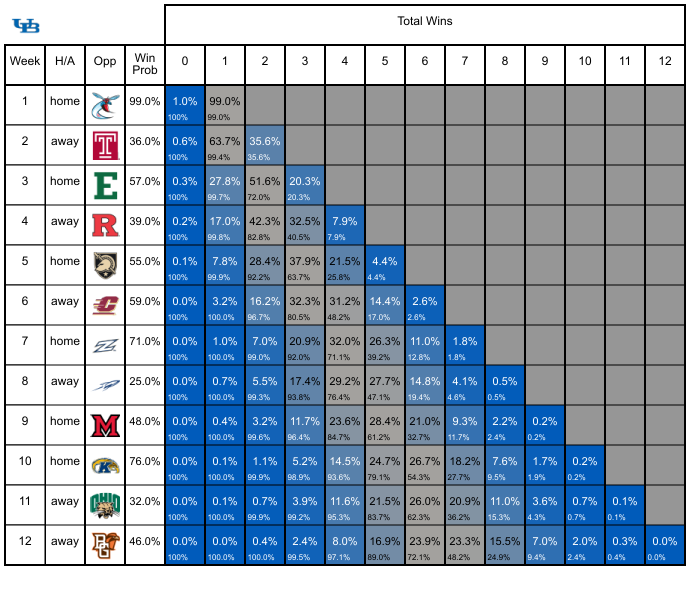 UB
Total Wins
Week H/A Opp Win Prob 0 1 2 3 4 5 6 7 8 9 10 11 12
1 home 99.0% 1.0% 99.0%
100% 99.0%
2 away T 36.0% 0.6% 63.7% 35.6%
100% 99.4% 35.6%
3 home E 57.0% 0.3% 27.8% 51.6% 20.3%
100% 99.7% 72.0% 20.3%
4 away R 39.0% 0.2% 17.0% 42.3% 32.5% 7.9%
100% 99.8% 82.8% 40.5% 7.9%
5 home 55.0% 0.1% 7.8% 28.4% 37.9% 21.5% 4.4%
100% 99.9% 92.2% 63.7% 25.8% 4.4%
6 away C 59.0% 0.0% 3.2% 16.2% 32.3% 31.2% 14.4% 2.6%
100% 100.0% 96.7% 80.5% 48.2% 17.0% 2.6%
7 home Z 71.0% 0.0% 1.0% 7.0% 20.9% 32.0% 26.3% 11.0% 1.8%
100% 100.0% 99.0% 92.0% 71.1% 39.2% 12.8% 1.8%
8 away 25.0% 0.0% 0.7% 5.5% 17.4% 29.2% 27.7% 14.8% 4.1% 0.5%
100% 100.0% 99.3% 93.8% 76.4% 47.1% 19.4% 4.6% 0.5%
9 home M 48.0% 0.0% 0.4% 3.2% 11.7% 23.6% 28.4% 21.0% 9.3% 2.2% 0.2%
100% 100.0% 99.6% 96.4% 84.7% 61.2% 32.7% 11.7% 2.4% 0.2%
10 home K 76.0% 0.0% 0.1% 1.1% 5.2% 14.5% 24.7% 26.7% 18.2% 7.6% 1.7% 0.2%
100% 100.0% 99.9% 98.9% 93.6% 79.1% 54.3% 27.7% 9.5% 1.9% 0.2%
11 away OHIO 32.0% 0.0% 0.1% 0.7% 3.9% 11.6% 21.5% 26.0% 20.9% 11.0% 3.6% 0.7% 0.1%
100% 100.0% 99.9% 99.2% 95.3% 83.7% 62.3% 36.2% 15.3% 4.3% 0.7% 0.1%
12 away BG 46.0% 0.0% 0.0% 0.4% 2.4% 8.0% 16.9% 23.9% 23.3% 15.5% 7.0% 2.0% 0.3% 0.0%
100% 100.0% 100.0% 99.5% 97.1% 89.0% 72.1% 48.2% 24.9% 9.4% 2.4% 0.4% 0.0%